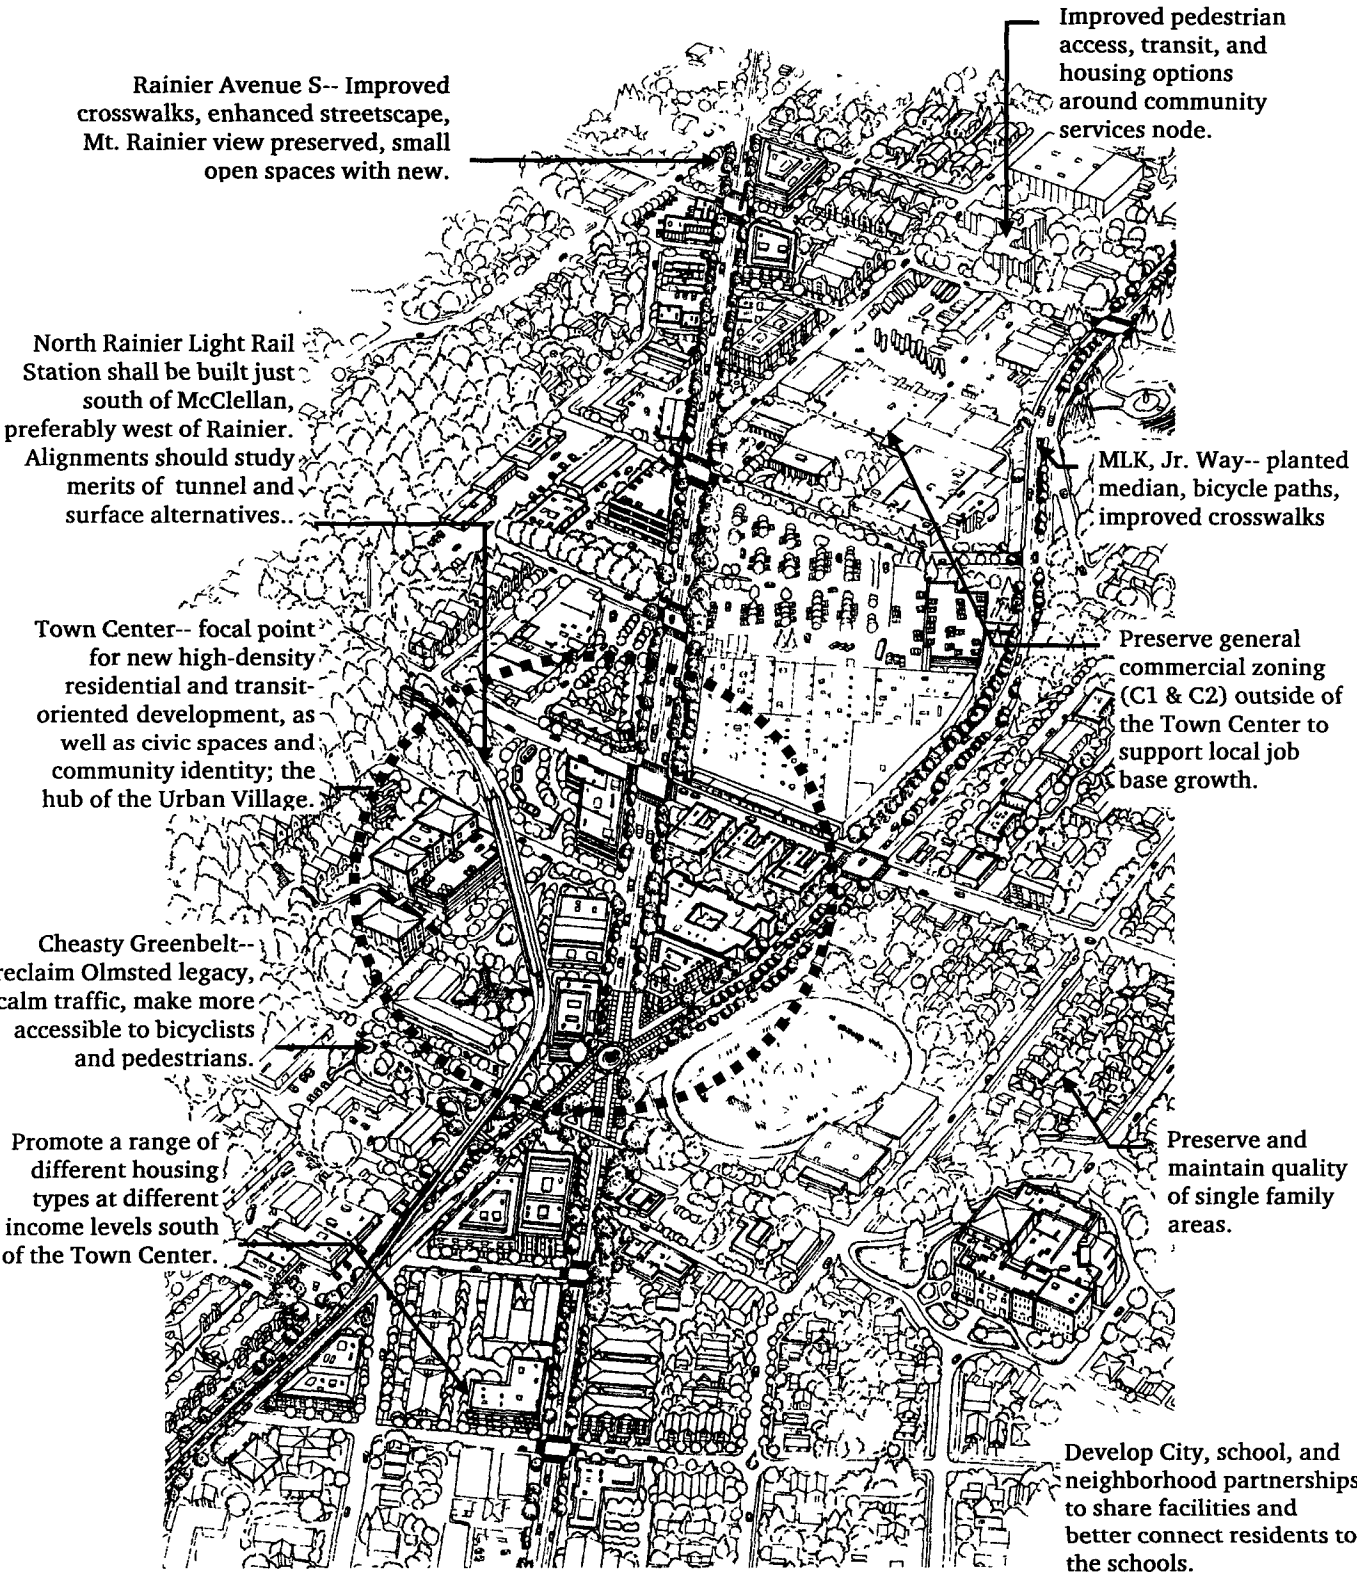 Improved pedestrian
access, transit, and
housing options
around community
services node.
Rainier Avenue S-- Improved
crosswalks, enhanced streetscape,
Mt. Rainier view preserved, small
open spaces with new.
North Rainier Light Rail
Station shall be built just
south of McClellan,
preferably west of Rainier.
Alignments should study
merits of tunnel and
surface alternatives..
MLK, Jr. Way-- planted
median, bicycle paths,
improved crosswalks
Town Center-- focal point
for new high-density
residential and transit-
oriented development, as
well as civic spaces and
community identity; the
hub of the Urban Village.
Preserve general
commercial zoning
(C1 & C2) outside of
the Town Center to
support local job
base growth.
Cheasty Greenbelt--
reclaim Olmsted legacy,
calm traffic, make more
accessible to bicyclists
and pedestrians.
Promote a range of
different housing
types at different
income levels south
of the Town Center.
Preserve and
maintain quality
of single family
areas.
Develop City, school, and
neighborhood partnerships
to share facilities and
better connect residents to
the schools.